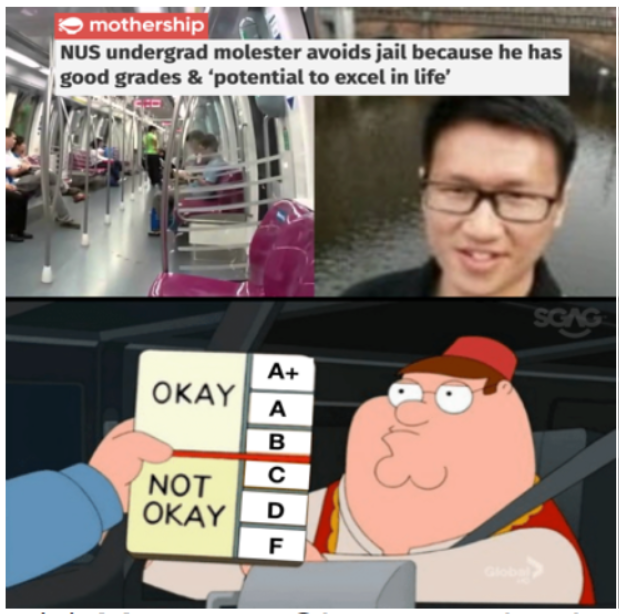 mothership
NUS undergrad molester avoids jail because he has
good grades & ‘potential to excel in life’
SGAG
OKAY
A+
A
B
NOT
OKAY
C
D
F
Global